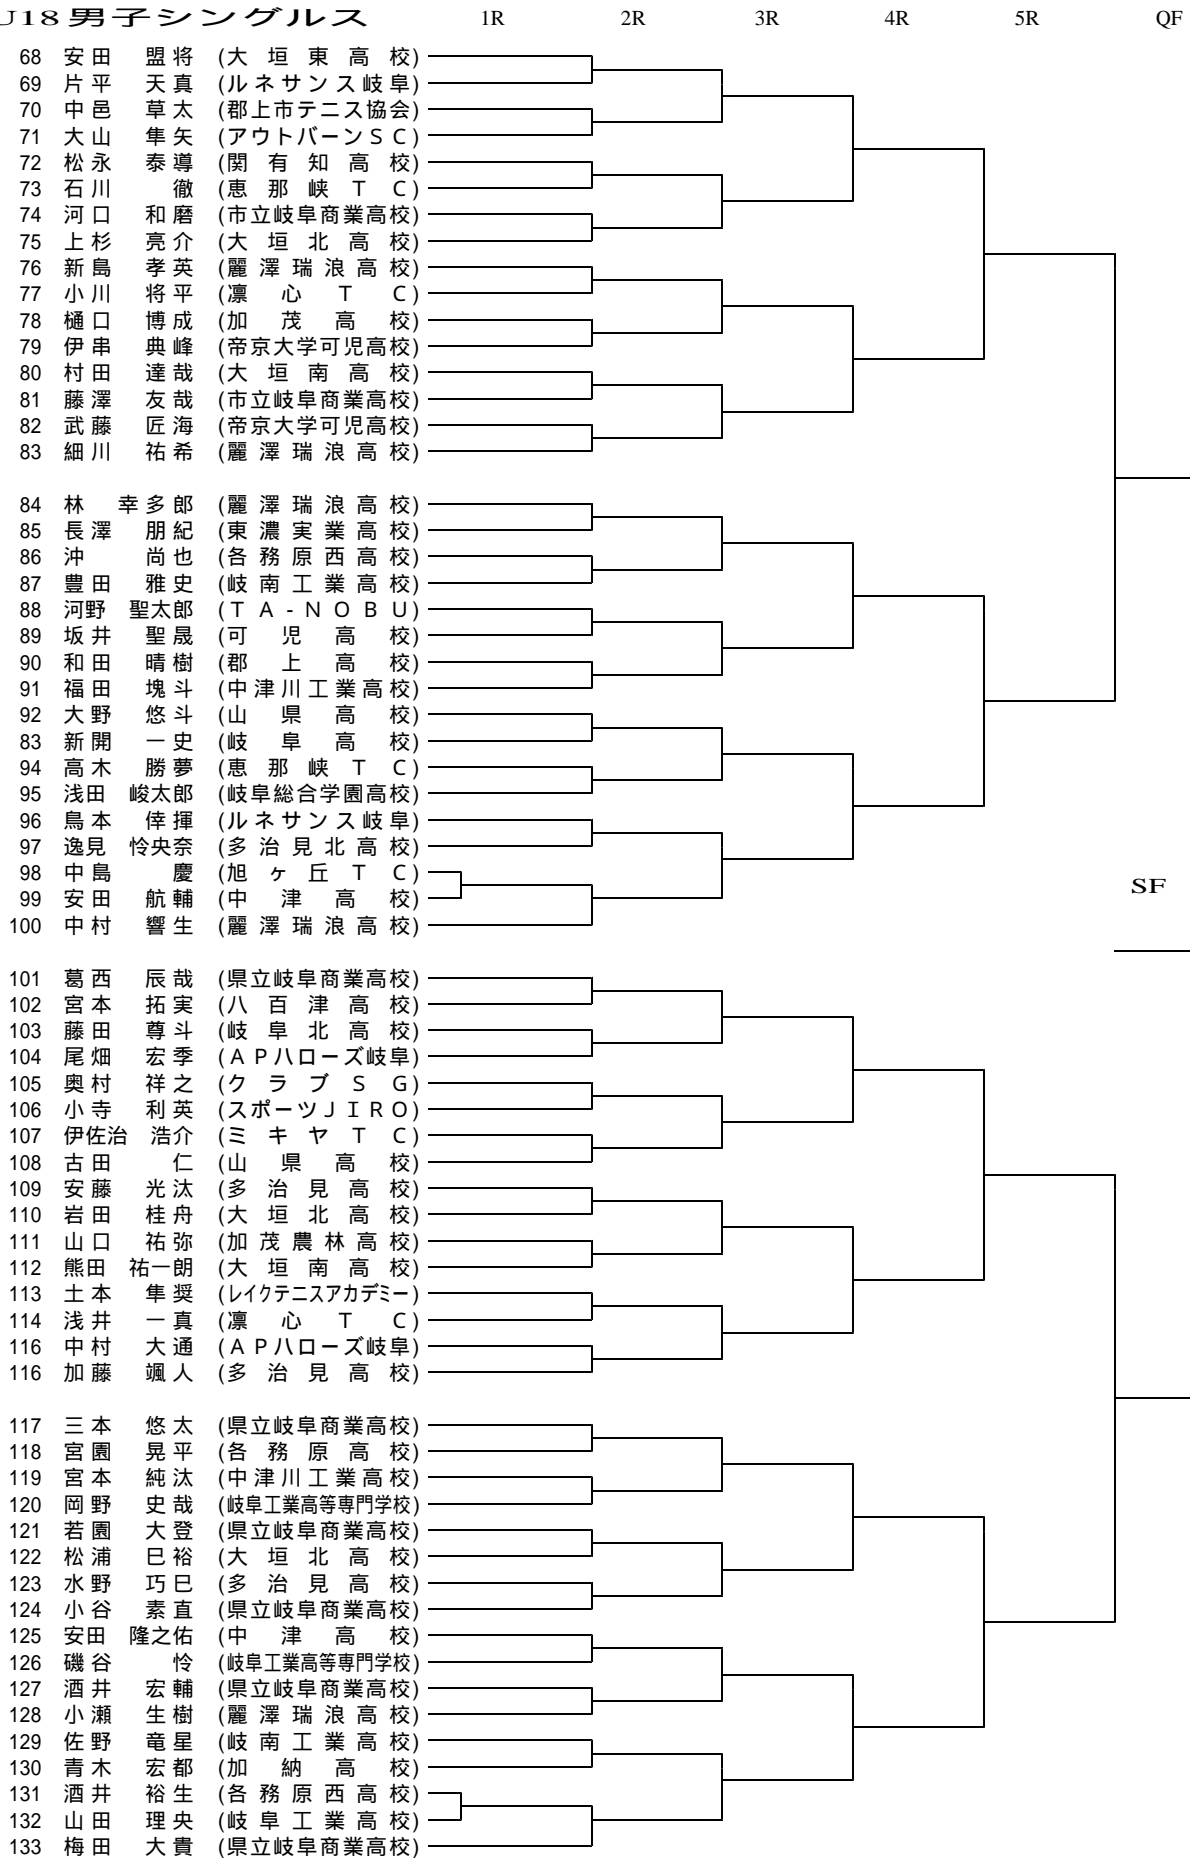 U18 男子シングルス 1R 2R 3R 4R 5R QF
68 安田 盟将 (大垣東高校)
69 片平 天真 (ルネサンス岐阜)
70 中邑 草太 (郡上市テニス協会)
71 大山 隼矢 (アウトバーンSC)
72 松永 泰導 (関有知高校)
73 石川 徹 (恵那峡TC)
74 河口 和磨 (市立岐阜商業高校)
75 上杉 亮介 (大垣北高校)
76 新島 孝英 (麗澤瑞浪高校)
77 小川 将平 (凛心TC)
78 樋口 博成 (加茂高校)
79 伊串 典峰 (帝京大学可児高校)
80 村田 達哉 (大垣南高校)
81 藤澤 友哉 (市立岐阜商業高校)
82 武藤 匠海 (帝京大学可児高校)
83 細川 祐希 (麗澤瑞浪高校)
84 林 幸多郎 (麗澤瑞浪高校)
85 長澤 朋紀 (東濃実業高校)
86 沖 尚也 (各務原西高校)
87 豊田 雅史 (岐南工業高校)
88 河野 聖太郎 (TA-NOBU)
89 坂井 聖晟 (可児高校)
90 和田 晴樹 (郡上高校)
91 福田 塊斗 (中津川工業高校)
92 大野 悠斗 (山県高校)
83 新開 一史 (岐阜高校)
94 高木 勝夢 (恵那峡TC)
95 浅田 峻太郎 (岐阜総合学園高校)
96 鳥本 倖揮 (ルネサンス岐阜)
97 逸見 怜央奈 (多治見北高校)
98 中島 慶 (旭ヶ丘TC)
99 安田 航輔 (中津高校)
SF
100 中村 響生 (麗澤瑞浪高校)
101 葛西 辰哉 (県立岐阜商業高校)
102 宮本 拓実 (八百津高校)
103 藤田 尊斗 (岐阜北高校)
104 尾畑 宏季 (APハローズ岐阜)
105 奥村 祥之 (クラブSG)
106 小寺 利英 (スポーツJIRO)
107 伊佐治 浩介 (ミキヤTC)
108 古田 仁 (山県高校)
109 安藤 光汰 (多治見高校)
110 岩田 桂舟 (大垣北高校)
111 山口 祐弥 (加茂農林高校)
112 熊田 祐一朗 (大垣南高校)
113 土本 隼奨 (レイクテニスアカデミー)
114 浅井 一真 (凛心TC)
116 中村 大通 (APハローズ岐阜)
116 加藤 颯人 (多治見高校)
117 三本 悠太 (県立岐阜商業高校)
118 宮園 晃平 (各務原高校)
119 宮本 純汰 (中津川工業高校)
120 岡野 史哉 (岐阜工業高等専門学校)
121 若園 大登 (県立岐阜商業高校)
122 松浦 巳裕 (大垣北高校)
123 水野 巧巳 (多治見高校)
124 小谷 素直 (県立岐阜商業高校)
125 安田 隆之佑 (中津高校)
126 磯谷 怜 (岐阜工業高等専門学校)
127 酒井 宏輔 (県立岐阜商業高校)
128 小瀬 生樹 (麗澤瑞浪高校)
129 佐野 竜星 (岐南工業高校)
130 青木 宏都 (加納高校)
131 酒井 裕生 (各務原西高校)
132 山田 理央 (岐阜工業高校)
133 梅田 大貴 (県立岐阜商業高校)